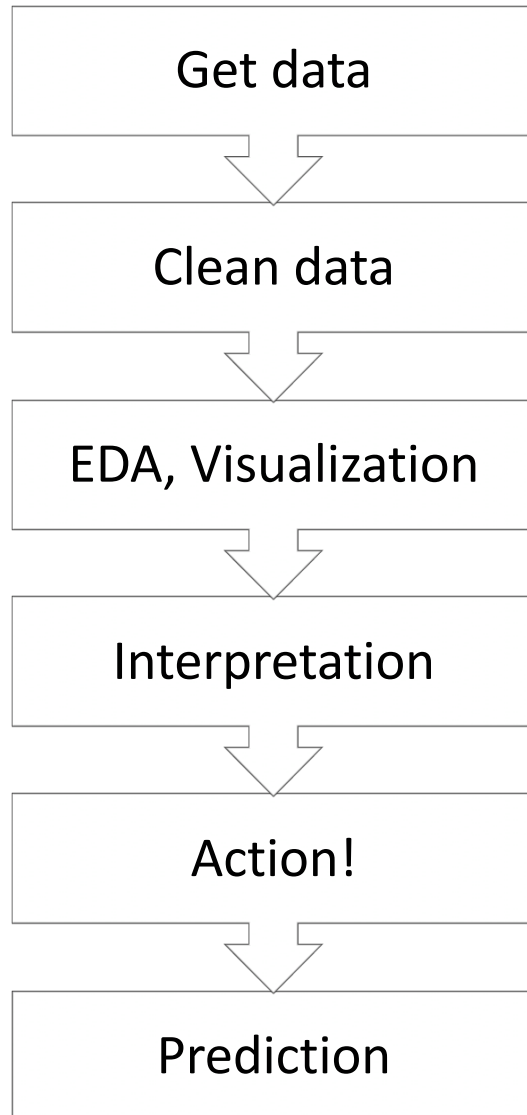 Get data
Clean data
EDA, Visualization
Interpretation
Action!
Prediction